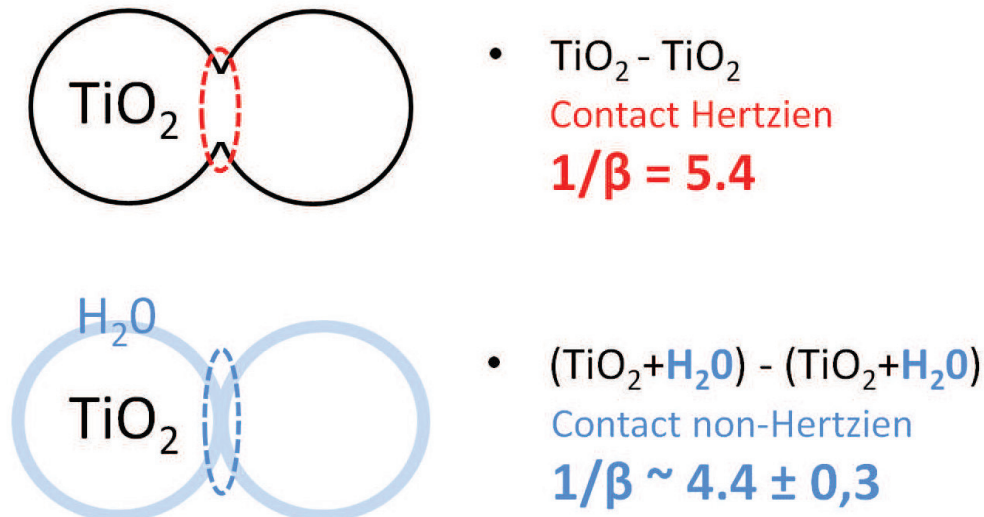 TiO₂
• TiO₂ - TiO₂
Contact Hertzien
1/β = 5.4
H₂0
TiO₂
• (TiO₂+H₂0) - (TiO₂+H₂0)
Contact non-Hertzien
1/β ~ 4.4 ± 0,3